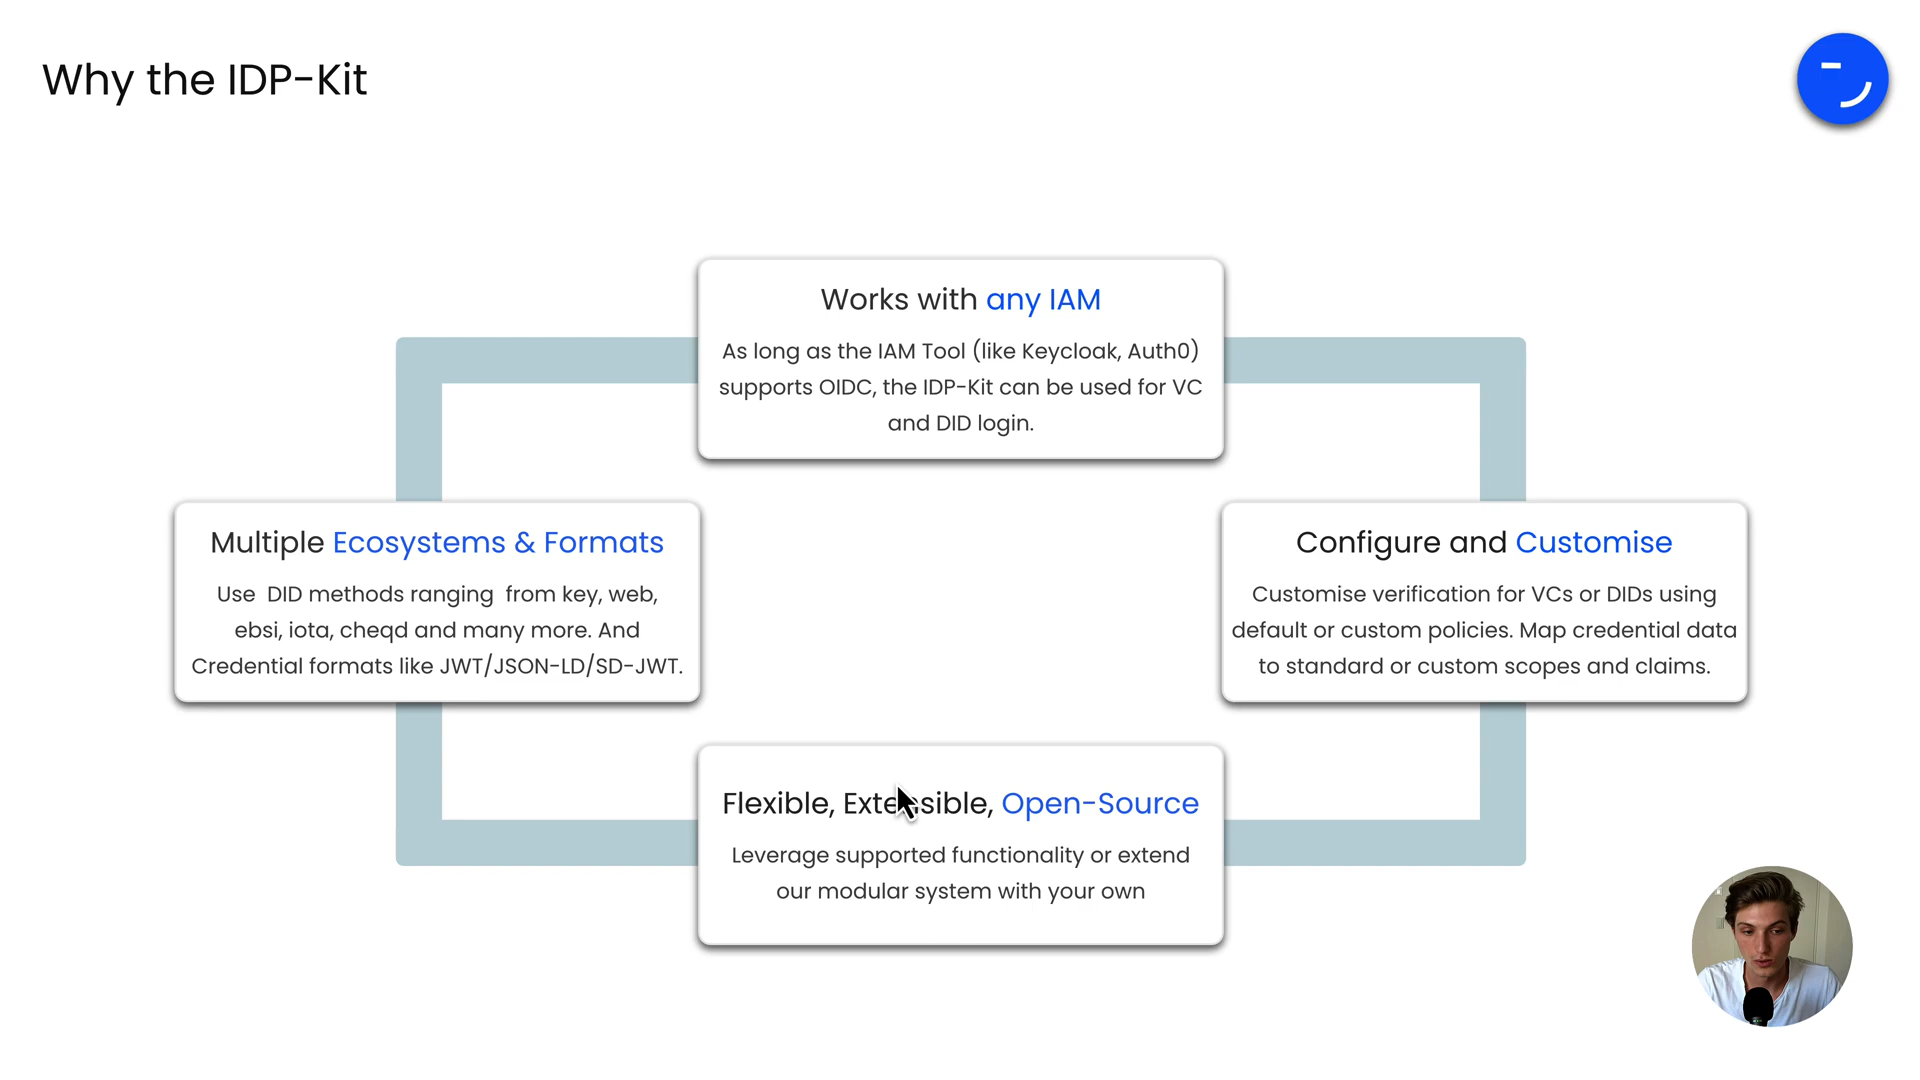 Why the IDP-Kit
Works with any IAM
As long as the IAM Tool (like Keycloak, Auth0)
supports OIDC, the IDP-Kit can be used for VC
and DID login.
Multiple Ecosystems & Formats
Use DID methods ranging from key, web,
ebsi, iota, cheqd and many more. And
Credential formats like JWT/JSON-LD/SD-JWT.
Configure and Customise
Customise verification for VCs or DIDs using
default or custom policies. Map credential data
to standard or custom scopes and claims.
Flexible, Extensible, Open-Source
Leverage supported functionality or extend
our modular system with your own